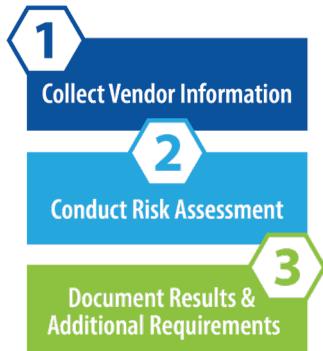 1
Collect Vendor Information
2
Conduct Risk Assessment
3
Document Results &
Additional Requirements